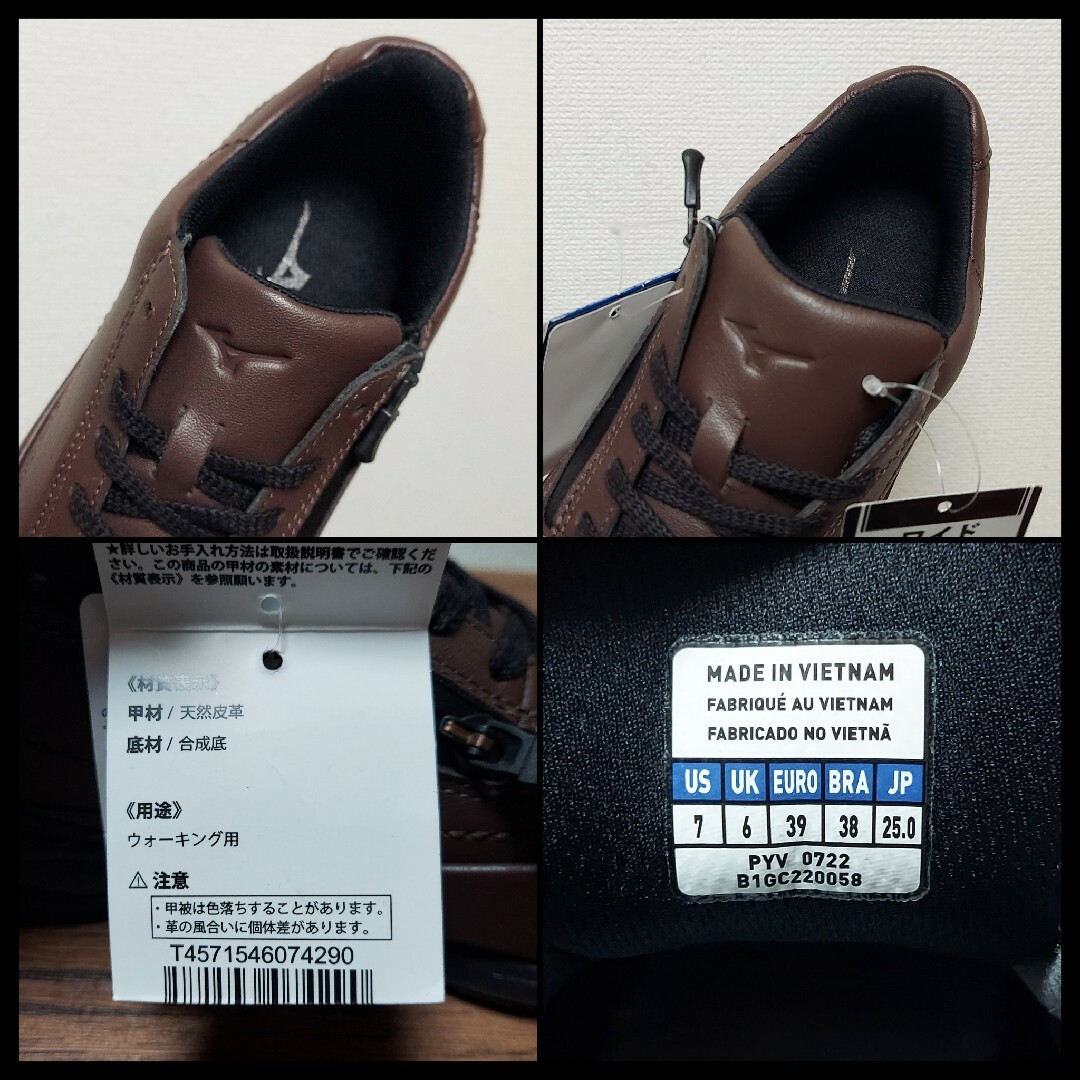 ワイド
★詳しいお手入れ方法は取扱説明書でご確認くだ
さい。この商品の甲材の素材については、下記の
《材質表示》を参照願います。
《材質表示》
甲材 / 天然皮革
底材 / 合成底
《用途》
ウォーキング用
⚠ 注意
・甲被は色落ちすることがあります。
・革の風合いに個体差があります。
T4571546074290
MADE IN VIETNAM
FABRIQUÉ AU VIETNAM
FABRICADO NO VIETNÃ
US UK EURO BRA JP
7 6 39 38 25.0
PYV 0722
B1GC220058